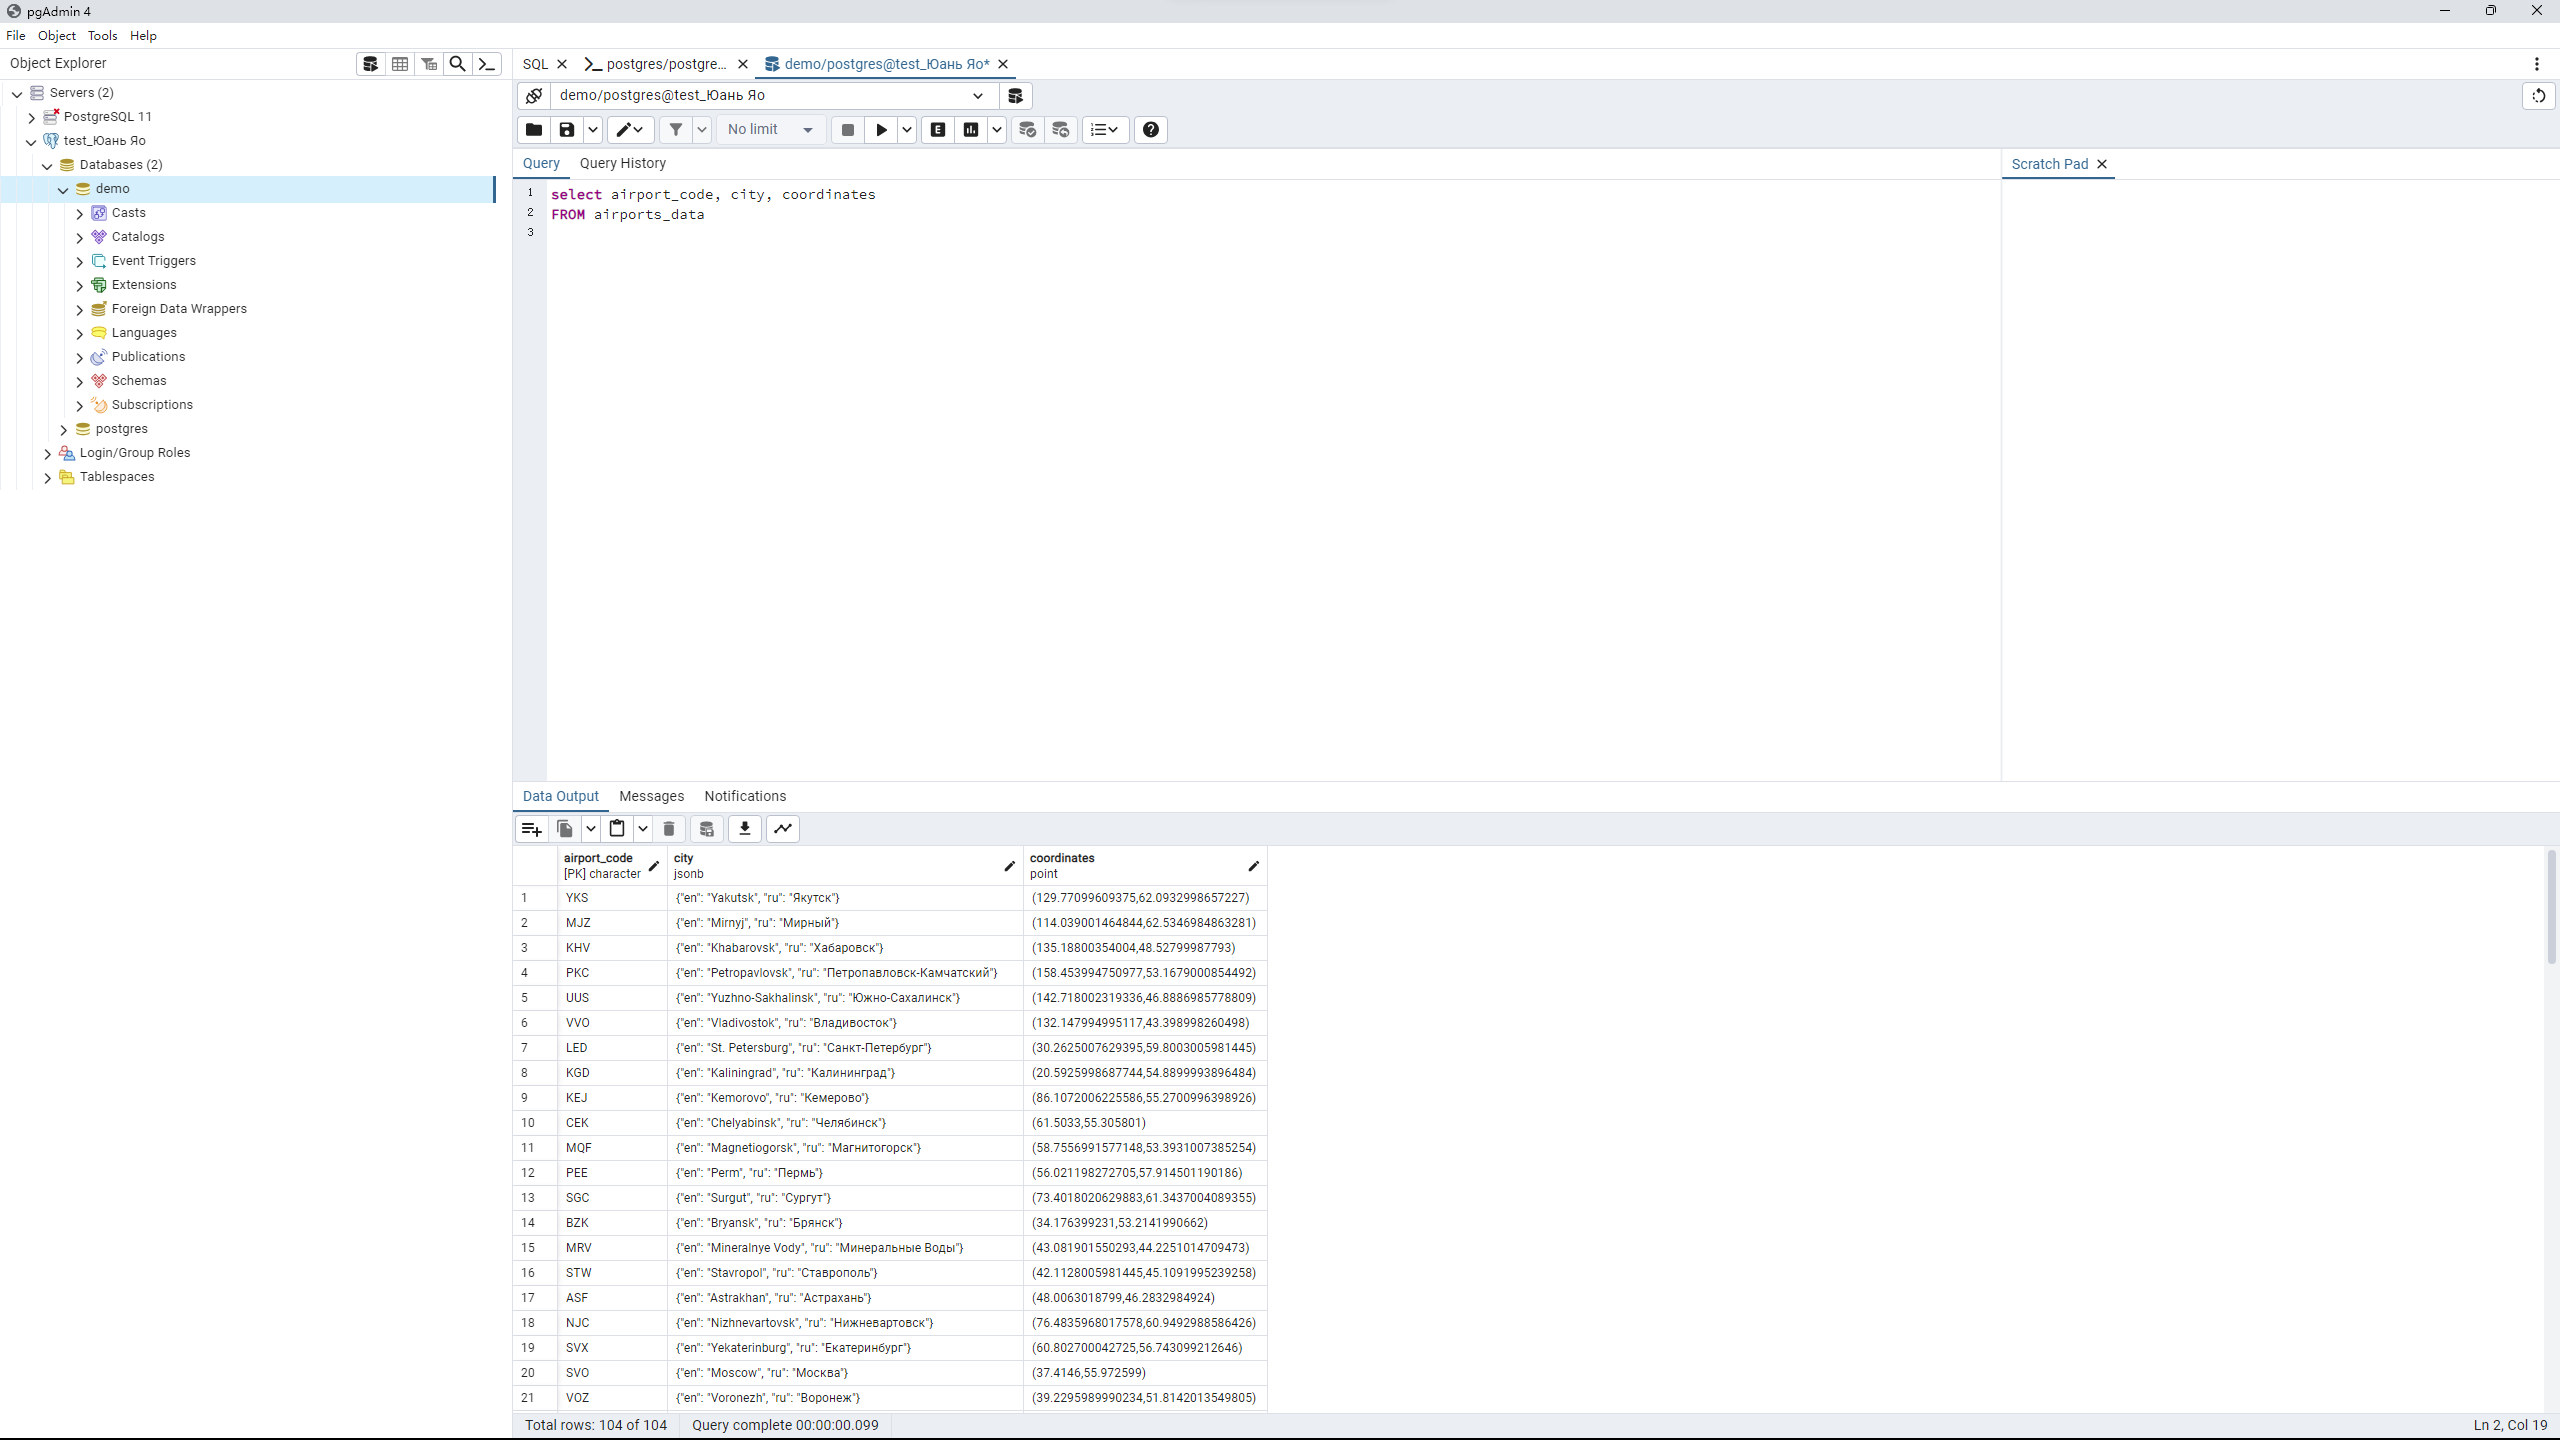 pgAdmin 4
File Object Tools Help
Object Explorer
Servers (2)
PostgreSQL 11
test_Юань Яо
Databases (2)
demo
Casts
Catalogs
Event Triggers
Extensions
Foreign Data Wrappers
Languages
Publications
Schemas
Subscriptions
postgres
Login/Group Roles
Tablespaces
SQL postgres/postgre... demo/postgres@test_Юань Яо*
demo/postgres@test_Юань Яо
No limit E
Query Query History
Scratch Pad
1 select airport_code, city, coordinates
2 FROM airports_data
3
Data Output Messages Notifications
airport_code city coordinates
[PK] character jsonb point
1 YKS {"en": "Yakutsk", "ru": "Якутск"} (129.77099609375,62.0932998657227)
2 MJZ {"en": "Mirnyj", "ru": "Мирный"} (114.039001464844,62.5346984863281)
3 KHV {"en": "Khabarovsk", "ru": "Хабаровск"} (135.18800354004,48.52799987793)
4 PKC {"en": "Petropavlovsk", "ru": "Петропавловск-Камчатский"} (158.453994750977,53.1679000854492)
5 UUS {"en": "Yuzhno-Sakhalinsk", "ru": "Южно-Сахалинск"} (142.718002319336,46.8886985778809)
6 VVO {"en": "Vladivostok", "ru": "Владивосток"} (132.147994995117,43.398998260498)
7 LED {"en": "St. Petersburg", "ru": "Санкт-Петербург"} (30.2625007629395,59.8003005981445)
8 KGD {"en": "Kaliningrad", "ru": "Калининград"} (20.5925998687744,54.8899993896484)
9 KEJ {"en": "Kemorovo", "ru": "Кемерово"} (86.1072006225586,55.2700996398926)
10 CEK {"en": "Chelyabinsk", "ru": "Челябинск"} (61.5033,55.305801)
11 MQF {"en": "Magnetiogorsk", "ru": "Магнитогорск"} (58.7556991577148,53.3931007385254)
12 PEE {"en": "Perm", "ru": "Пермь"} (56.021198272705,57.914501190186)
13 SGC {"en": "Surgut", "ru": "Сургут"} (73.4018020629883,61.3437004089355)
14 BZK {"en": "Bryansk", "ru": "Брянск"} (34.176399231,53.2141990662)
15 MRV {"en": "Mineralnye Vody", "ru": "Минеральные Воды"} (43.081901550293,44.2251014709473)
16 STW {"en": "Stavropol", "ru": "Ставрополь"} (42.1128005981445,45.1091995239258)
17 ASF {"en": "Astrakhan", "ru": "Астрахань"} (48.0063018799,46.2832984924)
18 NJC {"en": "Nizhnevartovsk", "ru": "Нижневартовск"} (76.4835968017578,60.9492988586426)
19 SVX {"en": "Yekaterinburg", "ru": "Екатеринбург"} (60.802700042725,56.743099212646)
20 SVO {"en": "Moscow", "ru": "Москва"} (37.4146,55.972599)
21 VOZ {"en": "Voronezh", "ru": "Воронеж"} (39.2295989990234,51.8142013549805)
Total rows: 104 of 104 Query complete 00:00:00.099 Ln 2, Col 19